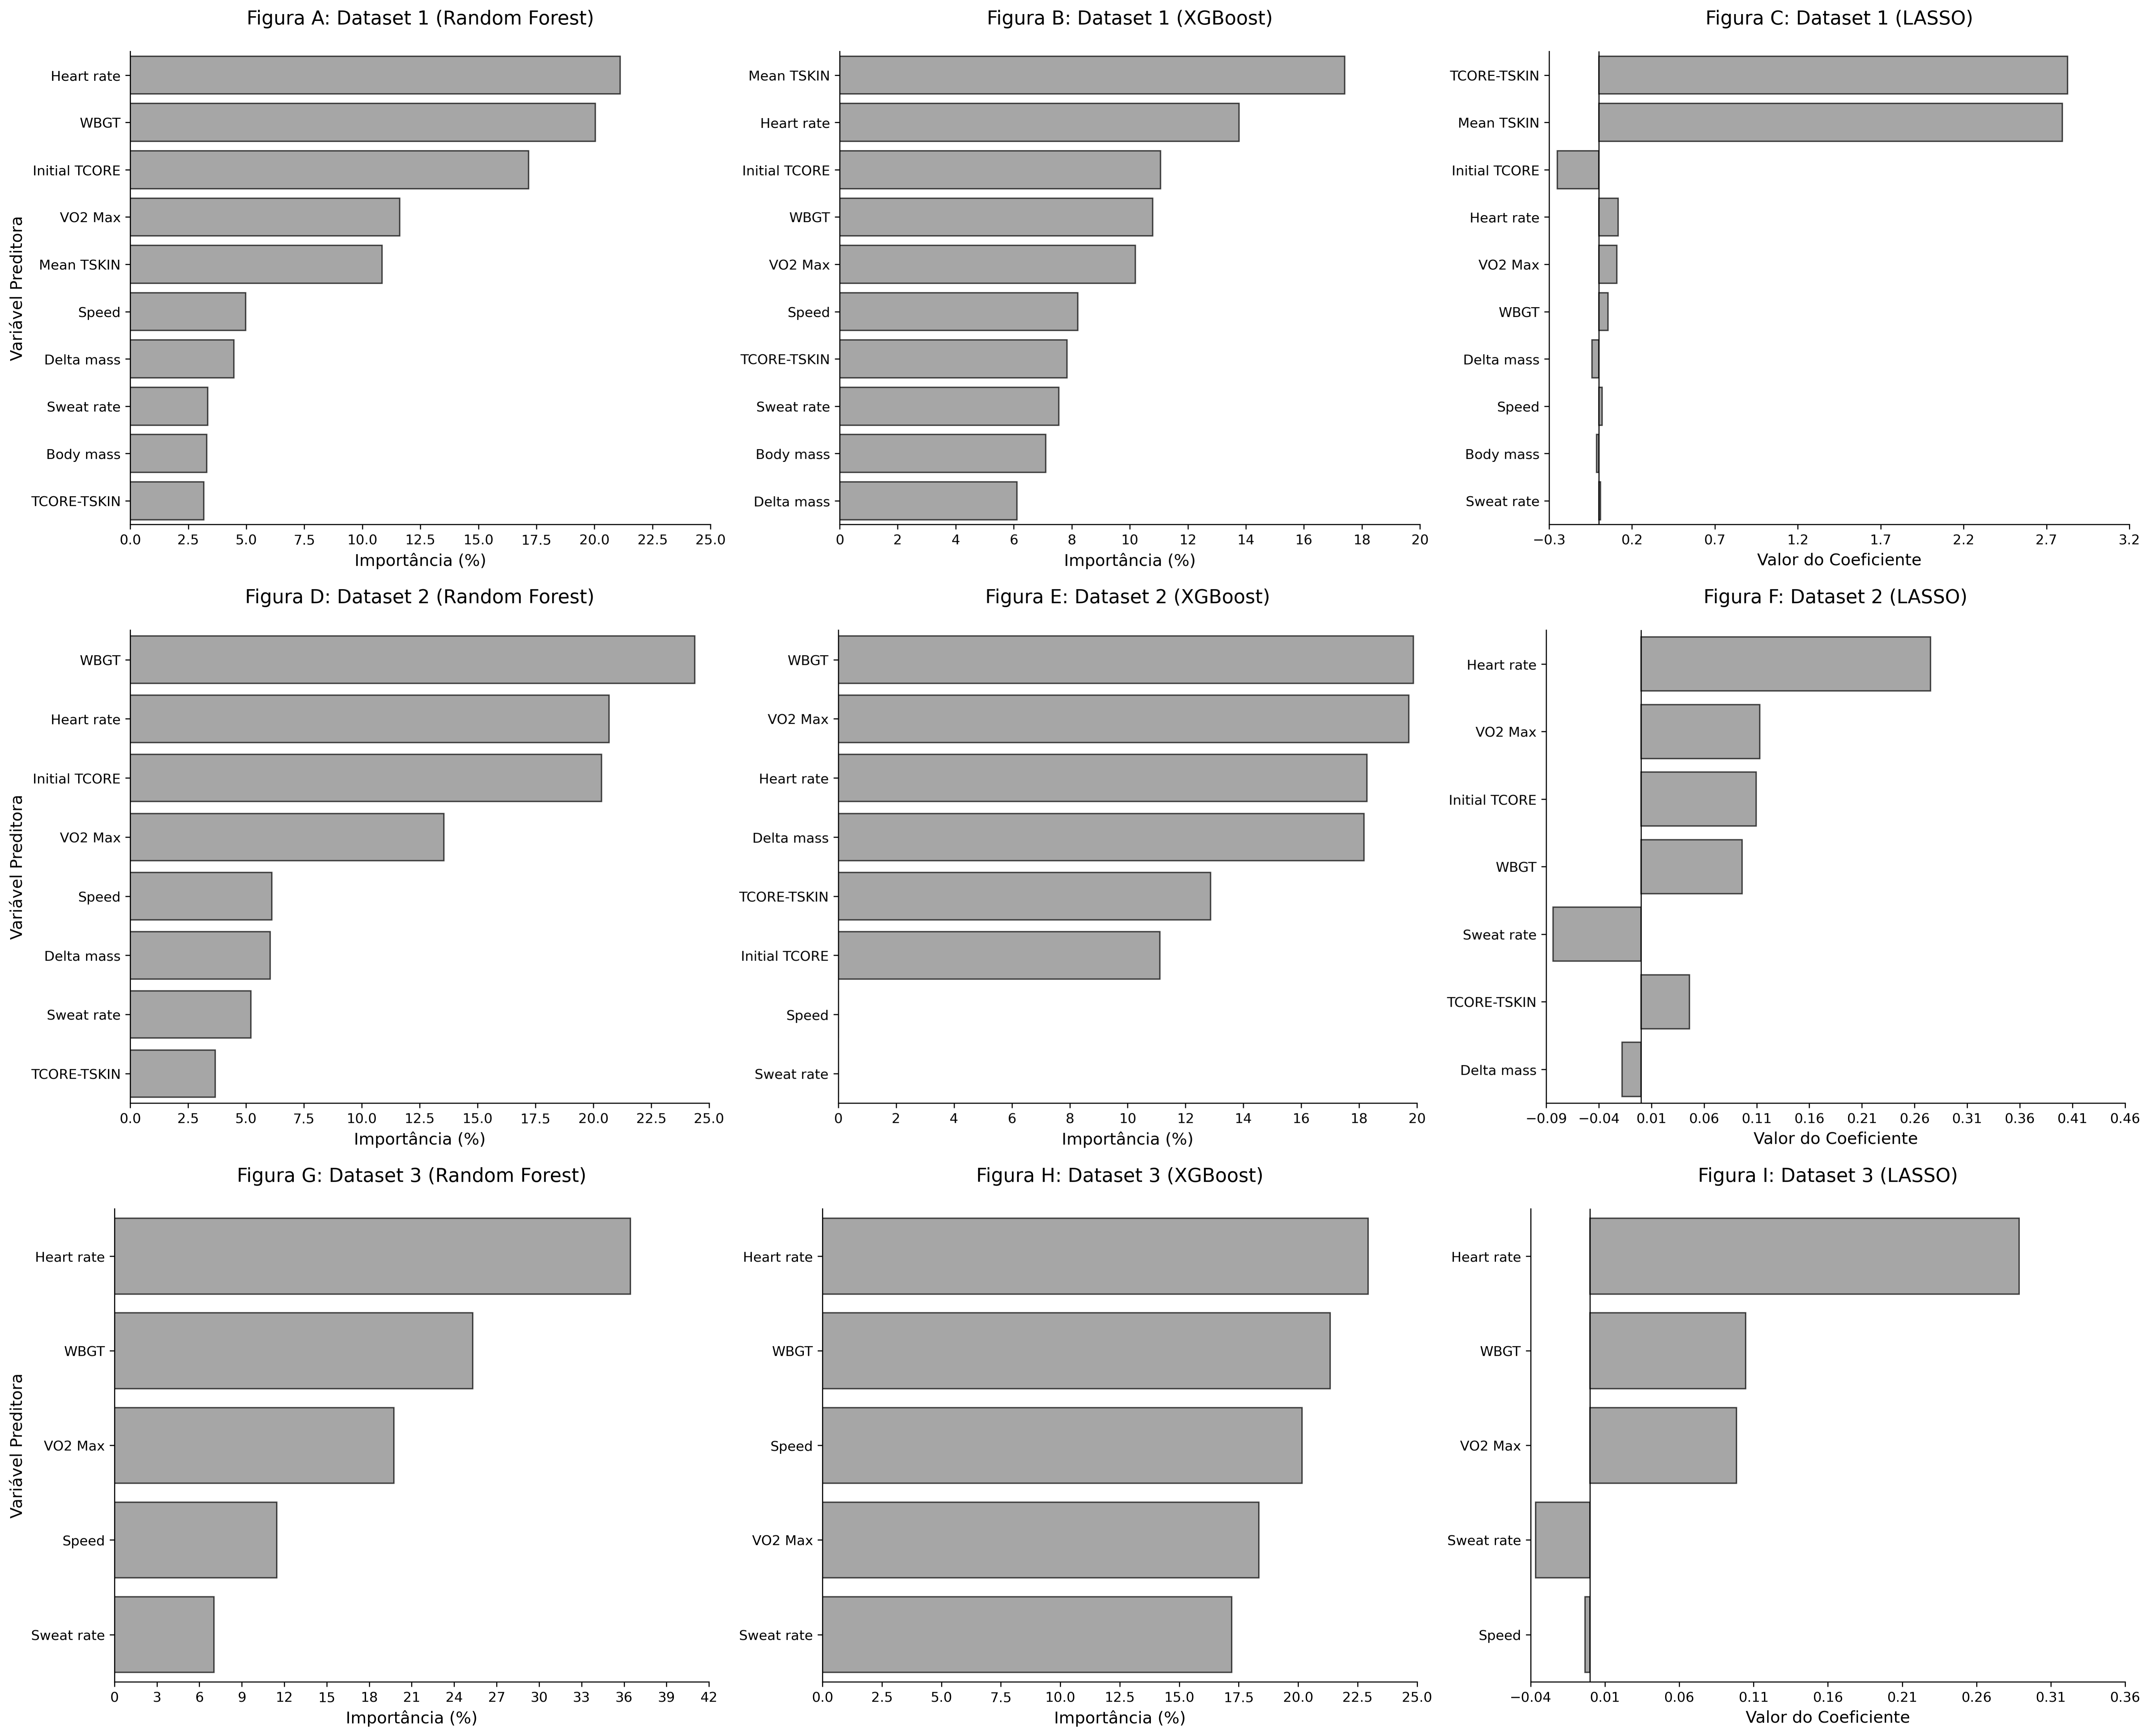 Figura A: Dataset 1 (Random Forest)
Variável Preditora
Heart rate
WBGT
Initial TCORE
VO2 Max
Mean TSKIN
Speed
Delta mass
Sweat rate
Body mass
TCORE-TSKIN
0.0 2.5 5.0 7.5 10.0 12.5 15.0 17.5 20.0 22.5 25.0
Importância (%)
Figura B: Dataset 1 (XGBoost)
Mean TSKIN
Heart rate
Initial TCORE
WBGT
VO2 Max
Speed
TCORE-TSKIN
Sweat rate
Body mass
Delta mass
0 2 4 6 8 10 12 14 16 18 20
Importância (%)
Figura C: Dataset 1 (LASSO)
TCORE-TSKIN
Mean TSKIN
Initial TCORE
Heart rate
VO2 Max
WBGT
Delta mass
Speed
Body mass
Sweat rate
−0.3 0.2 0.7 1.2 1.7 2.2 2.7 3.2
Valor do Coeficiente
Figura D: Dataset 2 (Random Forest)
Variável Preditora
WBGT
Heart rate
Initial TCORE
VO2 Max
Speed
Delta mass
Sweat rate
TCORE-TSKIN
0.0 2.5 5.0 7.5 10.0 12.5 15.0 17.5 20.0 22.5 25.0
Importância (%)
Figura E: Dataset 2 (XGBoost)
WBGT
VO2 Max
Heart rate
Delta mass
TCORE-TSKIN
Initial TCORE
Speed
Sweat rate
0 2 4 6 8 10 12 14 16 18 20
Importância (%)
Figura F: Dataset 2 (LASSO)
Heart rate
VO2 Max
Initial TCORE
WBGT
Sweat rate
TCORE-TSKIN
Delta mass
−0.09 −0.04 0.01 0.06 0.11 0.16 0.21 0.26 0.31 0.36 0.41 0.46
Valor do Coeficiente
Figura G: Dataset 3 (Random Forest)
Variável Preditora
Heart rate
WBGT
VO2 Max
Speed
Sweat rate
0 3 6 9 12 15 18 21 24 27 30 33 36 39 42
Importância (%)
Figura H: Dataset 3 (XGBoost)
Heart rate
WBGT
Speed
VO2 Max
Sweat rate
0.0 2.5 5.0 7.5 10.0 12.5 15.0 17.5 20.0 22.5 25.0
Importância (%)
Figura I: Dataset 3 (LASSO)
Heart rate
WBGT
VO2 Max
Sweat rate
Speed
−0.04 0.01 0.06 0.11 0.16 0.21 0.26 0.31 0.36
Valor do Coeficiente